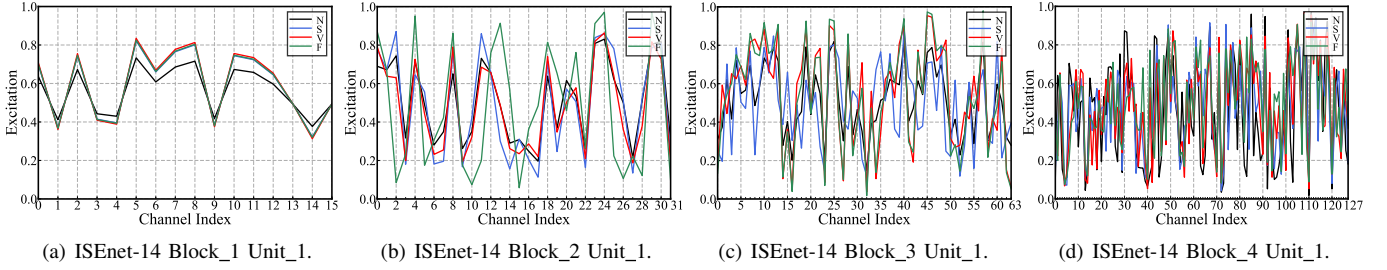 1.0
0.8
0.6
0.4
0.2
0.0
Excitation
N
S
V
F
0 1 2 3 4 5 6 7 8 9 10 11 12 13 14 15
Channel Index
(a) ISEnet-14 Block_1 Unit_1.
1.0
0.8
0.6
0.4
0.2
0.0
Excitation
N
S
V
F
0 2 4 6 8 10 12 14 16 18 20 22 24 26 28 30 31
Channel Index
(b) ISEnet-14 Block_2 Unit_1.
1.0
0.8
0.6
0.4
0.2
0.0
Excitation
N
S
V
F
0 5 10 15 20 25 30 35 40 45 50 55 60 63
Channel Index
(c) ISEnet-14 Block_3 Unit_1.
1.0
0.8
0.6
0.4
0.2
0.0
Excitation
N
S
V
F
0 10 20 30 40 50 60 70 80 90 100 110 120 127
Channel Index
(d) ISEnet-14 Block_4 Unit_1.